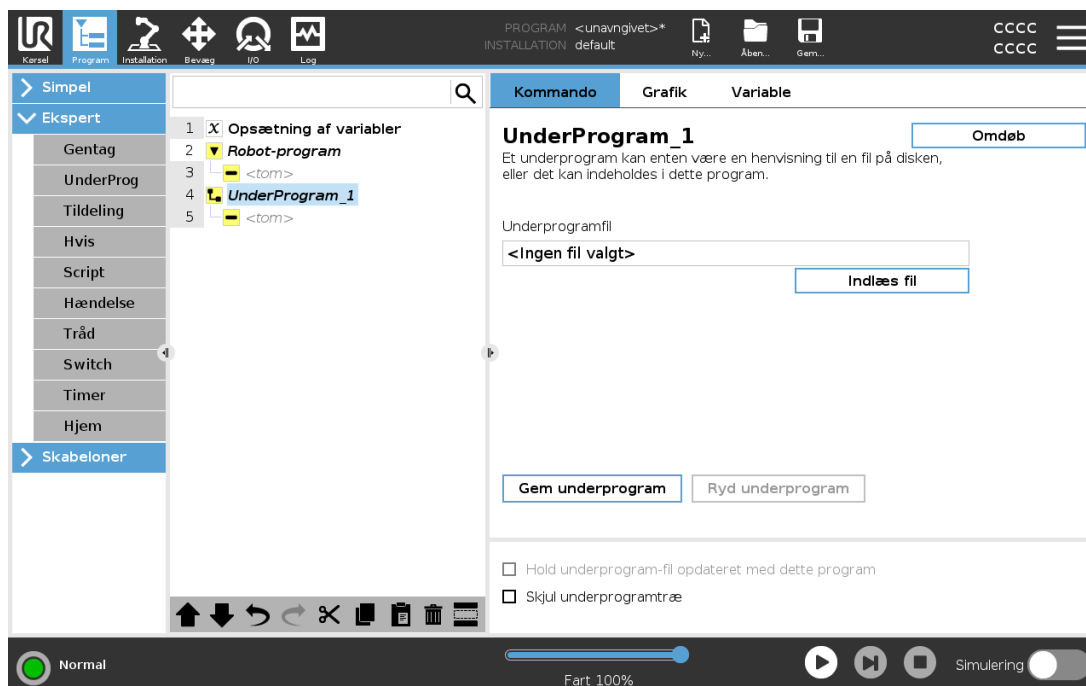 PROGRAM <unavngivet>*
INSTALLATION default
CCCC
CCCC
Kørsel Program Installation Bevæg I/O Log Ny... Åben... Gem...
Simpel
Ekspert
Gentag
UnderProg
Tildeling
Hvis
Script
Hændelse
Tråd
Switch
Timer
Hjem
Skabeloner
1 X Opsætning af variabler
2 Robot-program
3 <tom>
4 UnderProgram_1
5 <tom>
Kommando Grafik Variable
UnderProgram_1
Omdøb
Et underprogram kan enten være en henvisning til en fil på disken,
eller det kan indeholdes i dette program.
Underprogramfil
<Ingen fil valgt>
Indlæs fil
Gem underprogram Ryd underprogram
Hold underprogram-fil opdateret med dette program
Skjul underprogramtræ
Normal
Fart 100%
Simulering